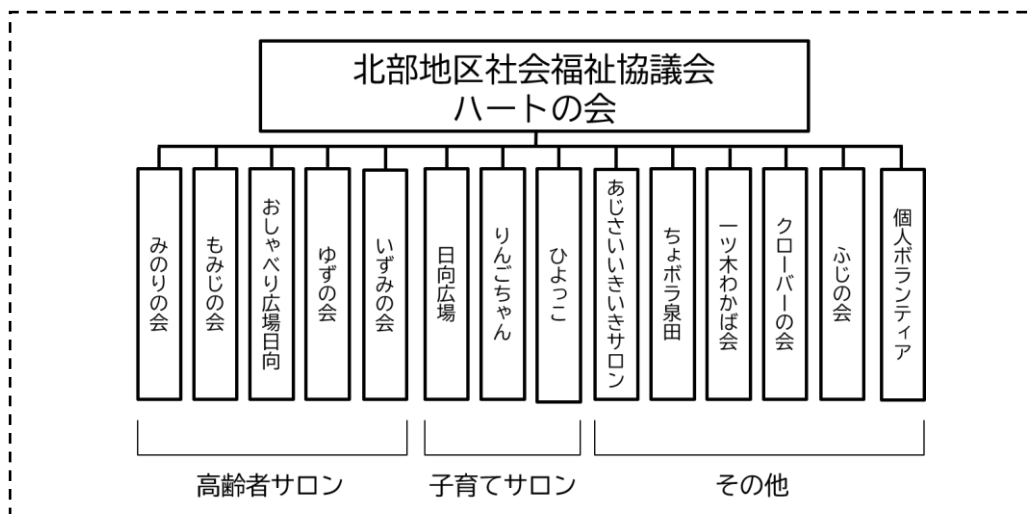 北部地区社会福祉協議会
ハートの会
みのりの会
もみじの会
おしゃべり広場日向
ゆずの会
いずみの会
日向広場
りんごちゃん
ひよっこ
あじさいいきいきサロン
ちょボラ泉田
一ツ木わかば会
クローバーの会
ふじの会
個人ボランティア
高齢者サロン
子育てサロン
その他